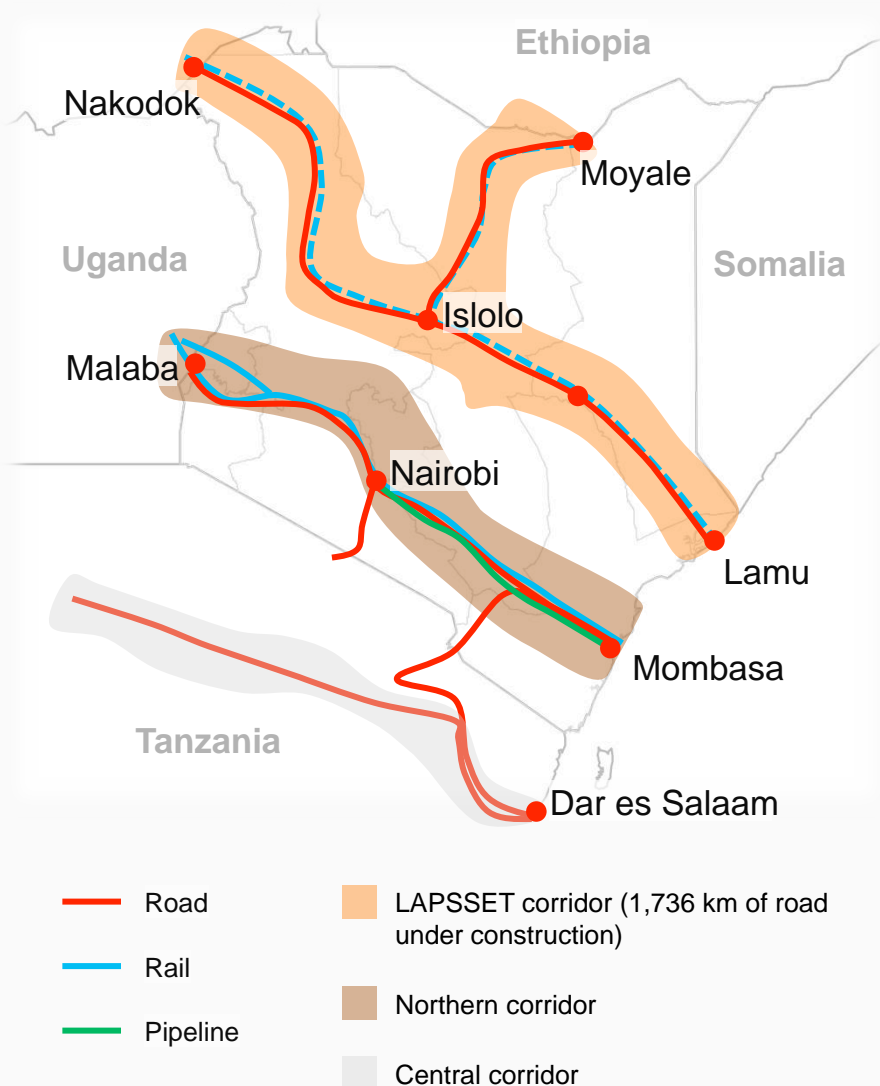 Ethiopia
Nakodok
Moyale
Uganda
Somalia
Islolo
Malaba
Nairobi
Lamu
Mombasa
Tanzania
Dar es Salaam
Road
Rail
Pipeline
LAPSSET corridor (1,736 km of road
under construction)
Northern corridor
Central corridor